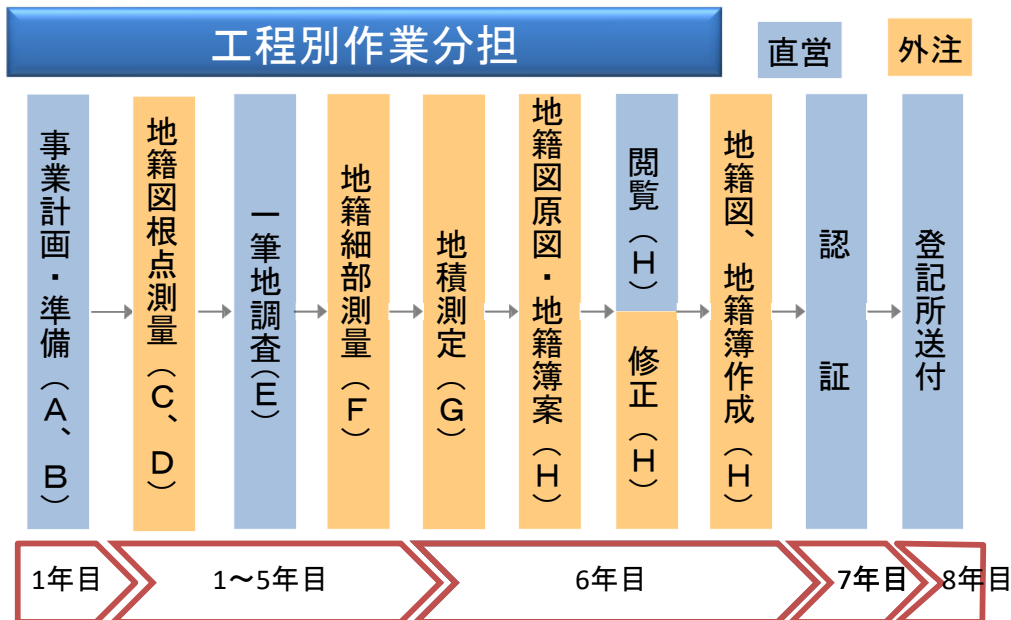 工程別作業分担
直営
外注
事業計画・準備（A、B）
地籍図根点測量（C、D）
一筆地調査(E)
地籍細部測量（F）
地積測定（G）
地籍図原図・地籍簿案（H）
閲覧（H）
修正（H）
地籍図、地籍簿作成（H）
認証
登記所送付
1年目
1〜5年目
6年目
7年目
8年目